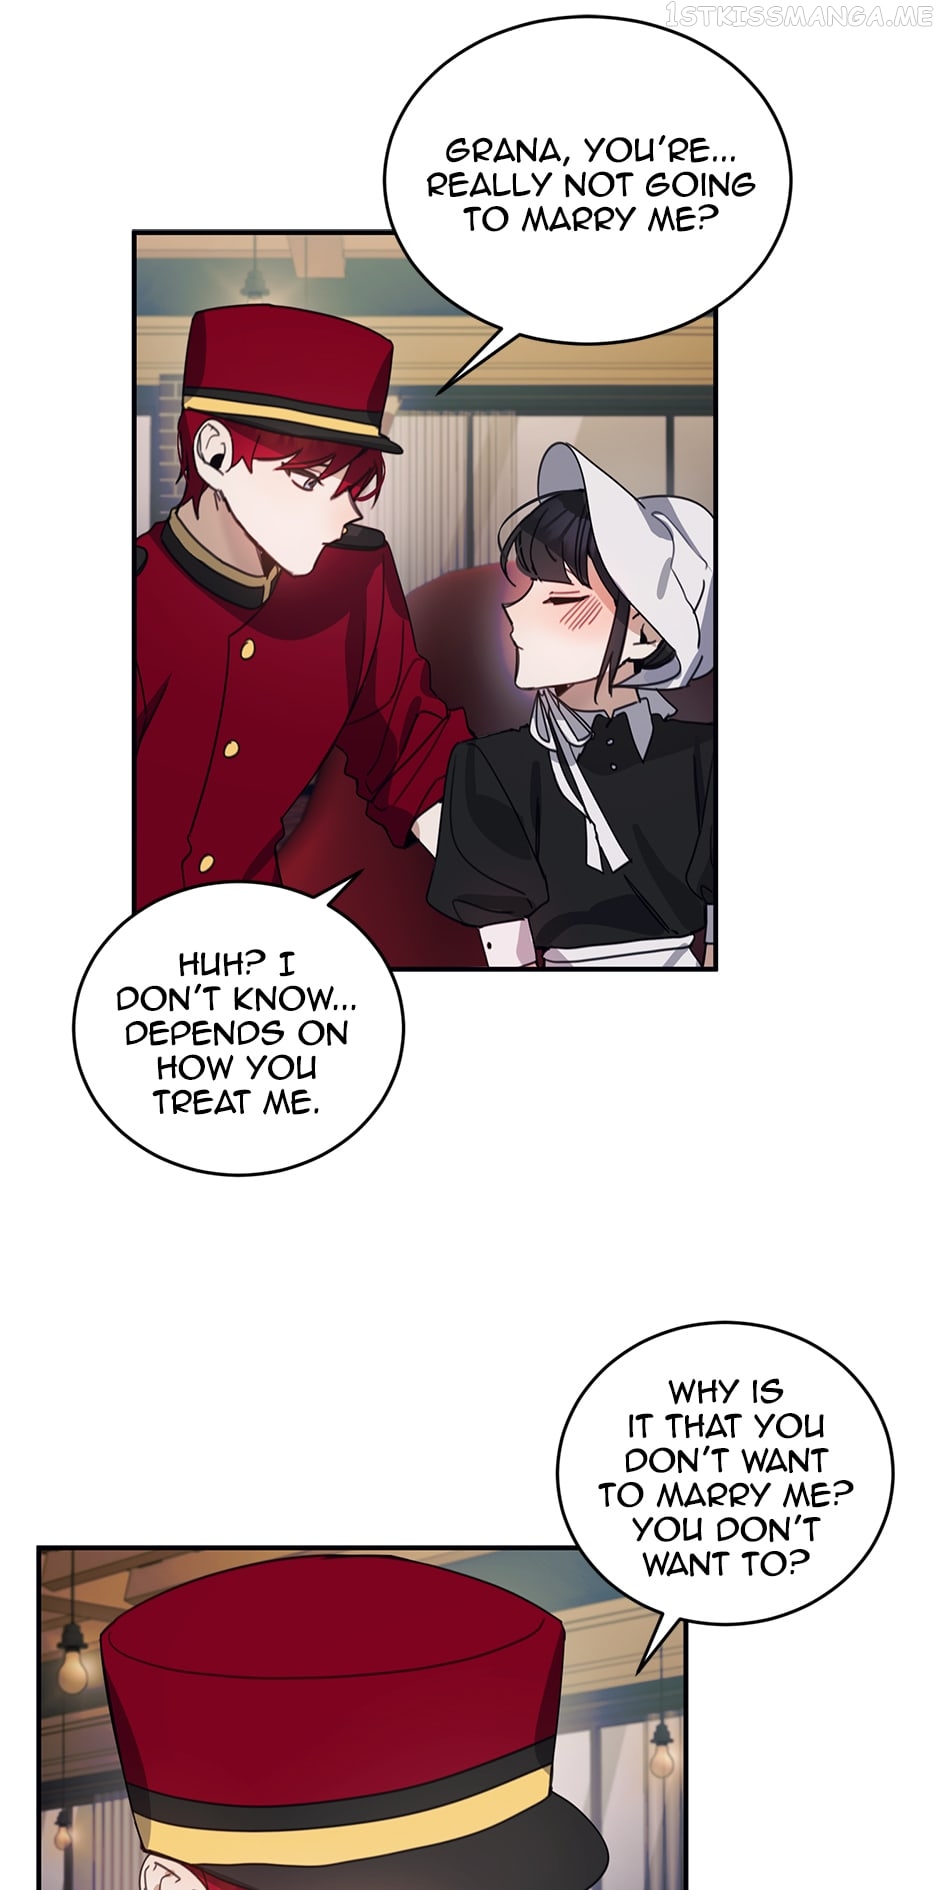 1STKISSMANGA.ME
GRANA, YOU'RE...
REALLY NOT GOING
TO MARRY ME?
HUH? I
DON'T KNOW...
DEPENDS ON
HOW YOU
TREAT ME.
WHY IS
IT THAT YOU
DON'T WANT
TO MARRY ME?
YOU DON'T
WANT TO?